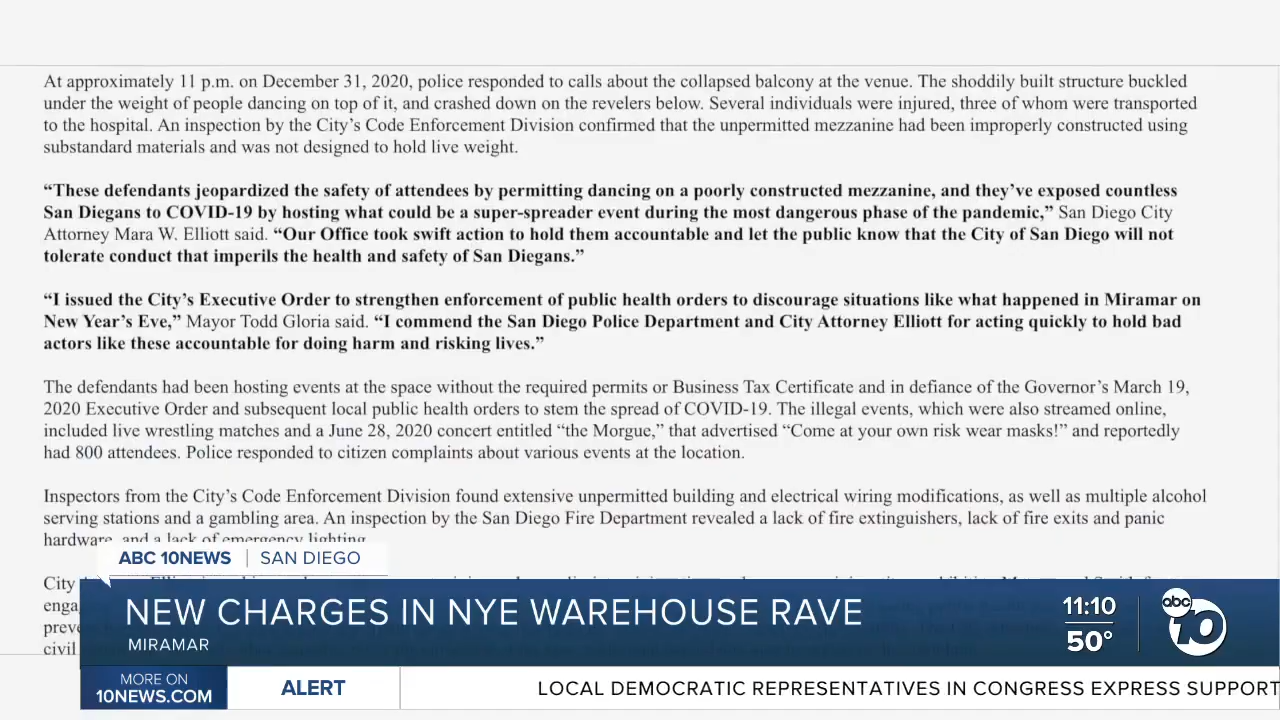 At approximately 11 p.m. on December 31, 2020, police responded to calls about the collapsed balcony at the venue. The shoddily built structure buckled
under the weight of people dancing on top of it, and crashed down on the revelers below. Several individuals were injured, three of whom were transported
to the hospital. An inspection by the City's Code Enforcement Division confirmed that the unpermitted mezzanine had been improperly constructed using
substandard materials and was not designed to hold live weight.
“These defendants jeopardized the safety of attendees by permitting dancing on a poorly constructed mezzanine, and they’ve exposed countless
San Diegans to COVID-19 by hosting what could be a super-spreader event during the most dangerous phase of the pandemic,” San Diego City
Attorney Mara W. Elliott said. “Our Office took swift action to hold them accountable and let the public know that the City of San Diego will not
tolerate conduct that imperils the health and safety of San Diegans.”
“I issued the City’s Executive Order to strengthen enforcement of public health orders to discourage situations like what happened in Miramar on
New Year’s Eve,” Mayor Todd Gloria said. “I commend the San Diego Police Department and City Attorney Elliott for acting quickly to hold bad
actors like these accountable for doing harm and risking lives.”
The defendants had been hosting events at the space without the required permits or Business Tax Certificate and in defiance of the Governor’s March 19,
2020 Executive Order and subsequent local public health orders to stem the spread of COVID-19. The illegal events, which were also streamed online,
included live wrestling matches and a June 28, 2020 concert entitled “the Morgue,” that advertised “Come at your own risk wear masks!” and reportedly
had 800 attendees. Police responded to citizen complaints about various events at the location.
Inspectors from the City’s Code Enforcement Division found extensive unpermitted building and electrical wiring modifications, as well as multiple alcohol
serving stations and a gambling area. An inspection by the San Diego Fire Department revealed a lack of fire extinguishers, lack of fire exits and panic
hardware, and a lack of emergency lighting.
City
ABC 10NEWS | SAN DIEGO
NEW CHARGES IN NYE WAREHOUSE RAVE
MIRAMAR
11:10
50°
abc 10
civil
MORE ON
10NEWS.COM
ALERT
LOCAL DEMOCRATIC REPRESENTATIVES IN CONGRESS EXPRESS SUPPORT